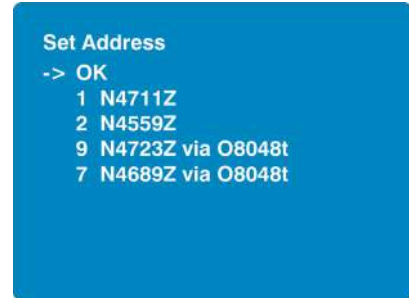 Set Address
-> OK
1 N4711Z
2 N4559Z
9 N4723Z via O8048t
7 N4689Z via O8048t